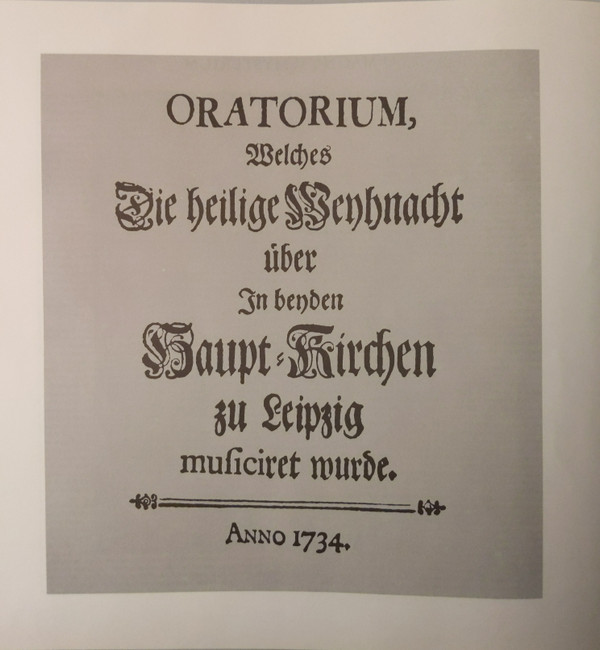 ORATORIUM,
Welches
Die heilige Weyhnacht
über
In beyden
Haupt-Kirchen
zu Leipzig
muſiciret wurde.
ANNO 1734.